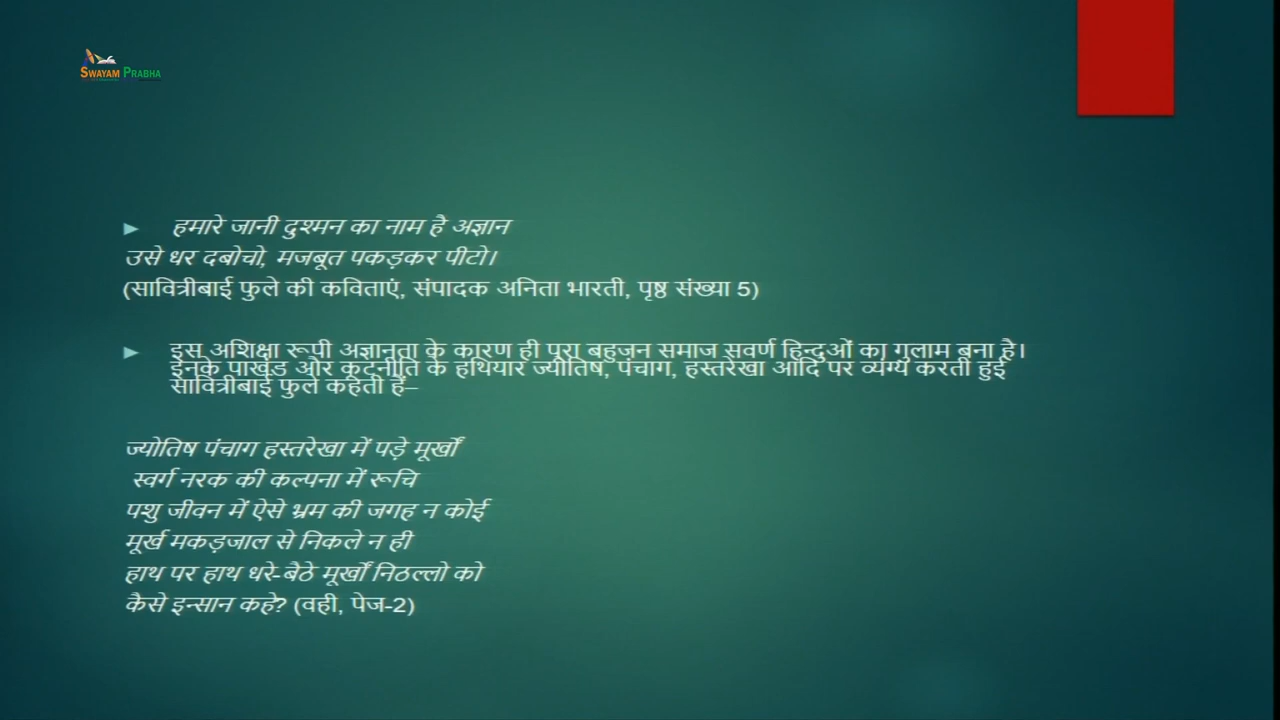 SWAYAM PRABHA
► हमारे जानी दुश्मन का नाम है अज्ञान
उसे धर दबोचो, मजबूत पकड़कर पीटो।
(सावित्रीबाई फुले की कविताएं, संपादक अनिता भारती, पृष्ठ संख्या 5)
► इस अशिक्षा रूपी अज्ञानता के कारण ही पूरा बहुजन समाज सवर्ण हिन्दुओं का गुलाम बना है।
इनके पाखंड और कूटनीति के हथियार ज्योतिष, पंचाग, हस्तरेखा आदि पर व्यंग्य करती हुई
सावित्रीबाई फुले कहती हैं–
ज्योतिष पंचाग हस्तरेखा में पड़े मूर्खों
स्वर्ग नरक की कल्पना में रूचि
पशु जीवन में ऐसे भ्रम की जगह न कोई
मूर्ख मकड़जाल से निकले न ही
हाथ पर हाथ धरे-बैठे मूर्खों निठल्लो को
कैसे इन्सान कहे? (वही, पेज-2)